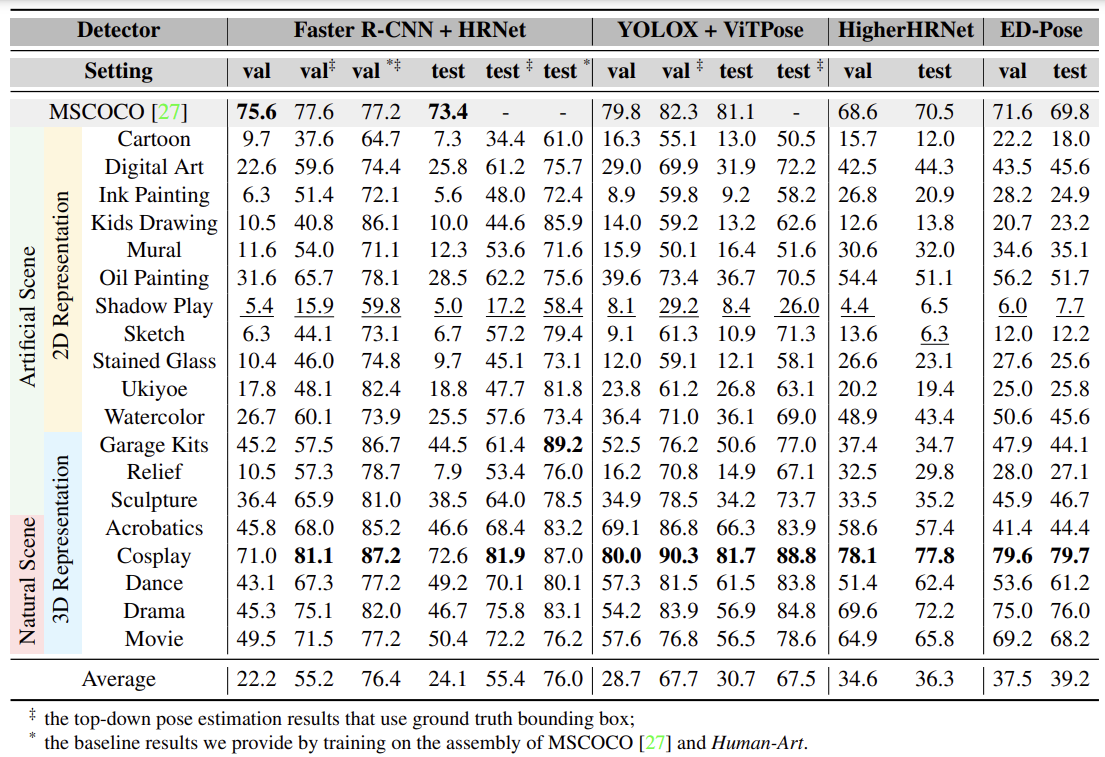 Detector Faster R-CNN + HRNet YOLOX + ViTPose HigherHRNet ED-Pose
Setting val val‡ val *‡ test test ‡ test * val val ‡ test test ‡ val test val test
MSCOCO [27] 75.6 77.6 77.2 73.4 - - 79.8 82.3 81.1 - 68.6 70.5 71.6 69.8
Artificial Scene
2D Representation
Cartoon 9.7 37.6 64.7 7.3 34.4 61.0 16.3 55.1 13.0 50.5 15.7 12.0 22.2 18.0
Digital Art 22.6 59.6 74.4 25.8 61.2 75.7 29.0 69.9 31.9 72.2 42.5 44.3 43.5 45.6
Ink Painting 6.3 51.4 72.1 5.6 48.0 72.4 8.9 59.8 9.2 58.2 26.8 20.9 28.2 24.9
Kids Drawing 10.5 40.8 86.1 10.0 44.6 85.9 14.0 59.2 13.2 62.6 12.6 13.8 20.7 23.2
Mural 11.6 54.0 71.1 12.3 53.6 71.6 15.9 50.1 16.4 51.6 30.6 32.0 34.6 35.1
Oil Painting 31.6 65.7 78.1 28.5 62.2 75.6 39.6 73.4 36.7 70.5 54.4 51.1 56.2 51.7
Shadow Play 5.4 15.9 59.8 5.0 17.2 58.4 8.1 29.2 8.4 26.0 4.4 6.5 6.0 7.7
Sketch 6.3 44.1 73.1 6.7 57.2 79.4 9.1 61.3 10.9 71.3 13.6 6.3 12.0 12.2
Stained Glass 10.4 46.0 74.8 9.7 45.1 73.1 12.0 59.1 12.1 58.1 26.6 23.1 27.6 25.6
Ukiyoe 17.8 48.1 82.4 18.8 47.7 81.8 23.8 61.2 26.8 63.1 20.2 19.4 25.0 25.8
Watercolor 26.7 60.1 73.9 25.5 57.6 73.4 36.4 71.0 36.1 69.0 48.9 43.4 50.6 45.6
3D Representation
Garage Kits 45.2 57.5 86.7 44.5 61.4 89.2 52.5 76.2 50.6 77.0 37.4 34.7 47.9 44.1
Relief 10.5 57.3 78.7 7.9 53.4 76.0 16.2 70.8 14.9 67.1 32.5 29.8 28.0 27.1
Sculpture 36.4 65.9 81.0 38.5 64.0 78.5 34.9 78.5 34.2 73.7 33.5 35.2 45.9 46.7
Natural Scene
Acrobatics 45.8 68.0 85.2 46.6 68.4 83.2 69.1 86.8 66.3 83.9 58.6 57.4 41.4 44.4
Cosplay 71.0 81.1 87.2 72.6 81.9 87.0 80.0 90.3 81.7 88.8 78.1 77.8 79.6 79.7
Dance 43.1 67.3 77.2 49.2 70.1 80.1 57.3 81.5 61.5 83.8 51.4 62.4 53.6 61.2
Drama 45.3 75.1 82.0 46.7 75.8 83.1 54.2 83.9 56.9 84.8 69.6 72.2 75.0 76.0
Movie 49.5 71.5 77.2 50.4 72.2 76.2 57.6 76.8 56.5 78.6 64.9 65.8 69.2 68.2
Average 22.2 55.2 76.4 24.1 55.4 76.0 28.7 67.7 30.7 67.5 34.6 36.3 37.5 39.2
‡ the top-down pose estimation results that use ground truth bounding box;
* the baseline results we provide by training on the assembly of MSCOCO [27] and Human-Art.